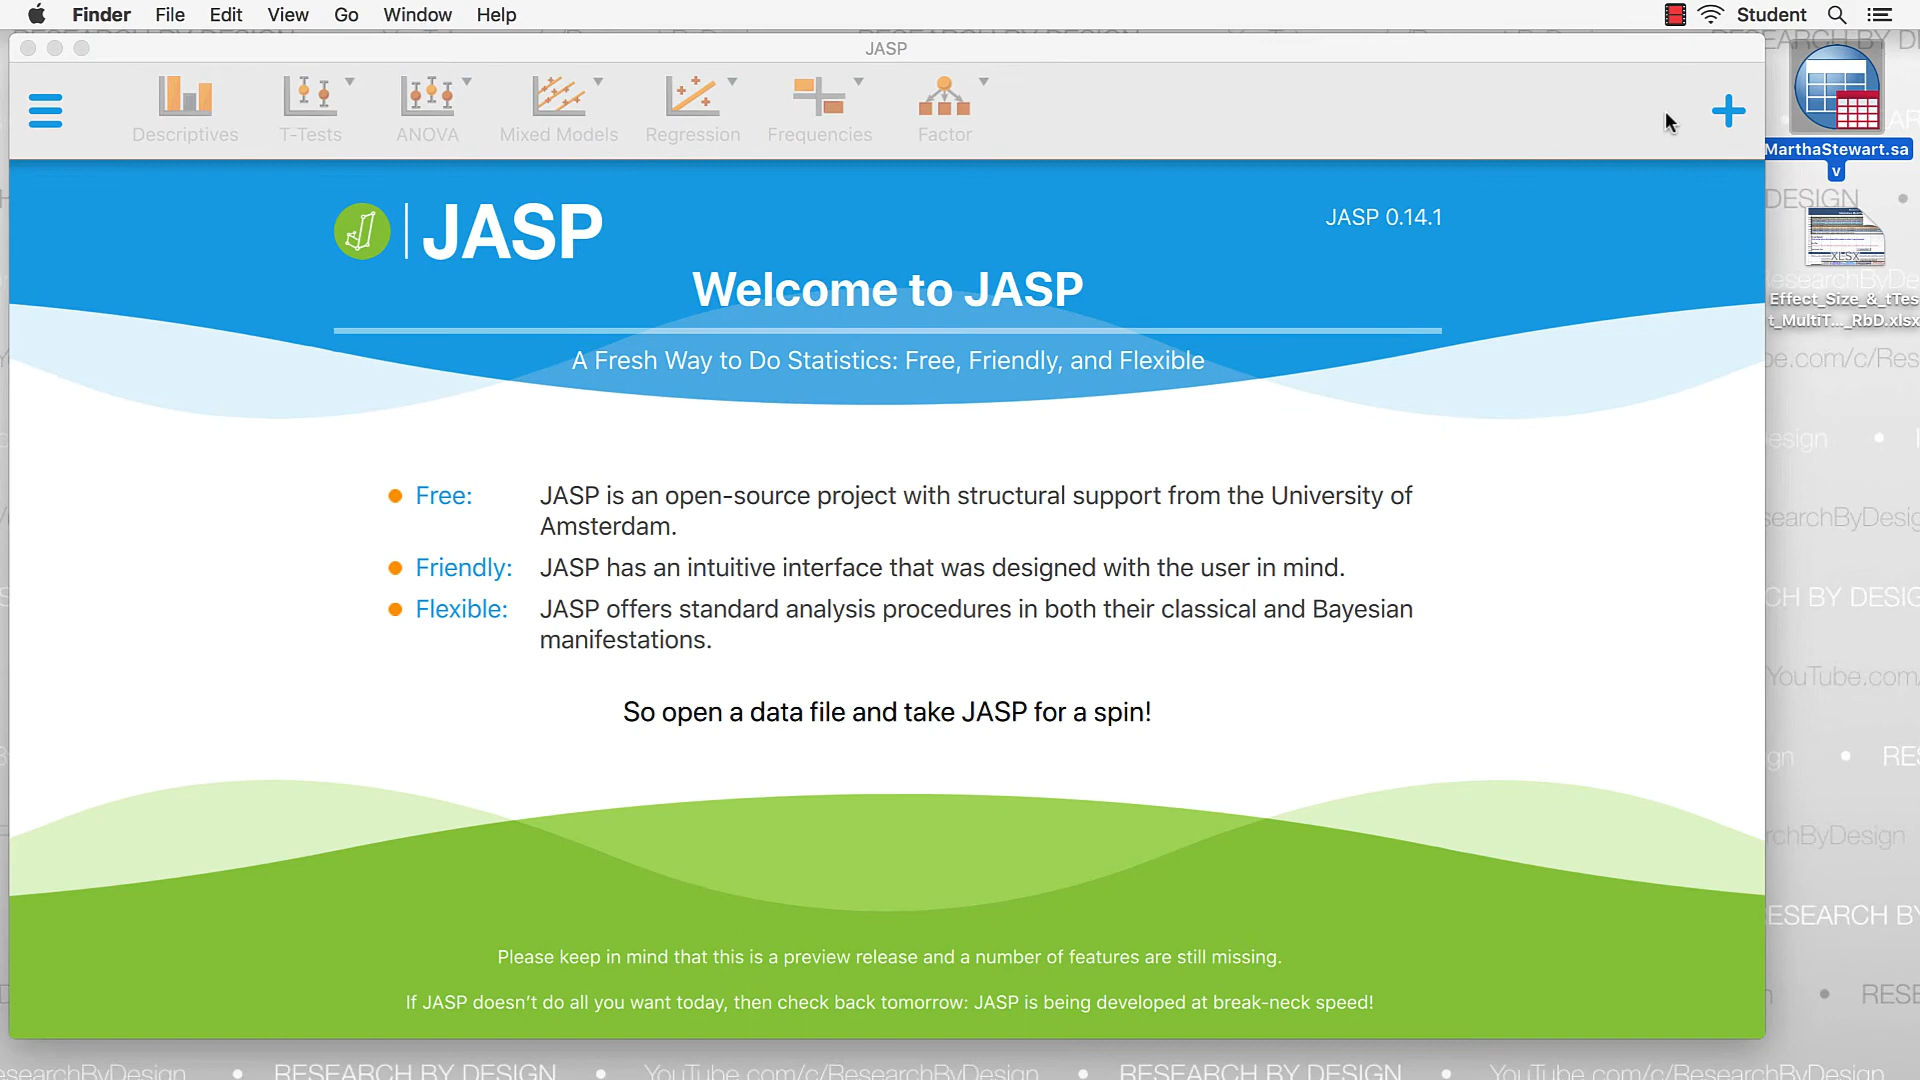 Finder File Edit View Go Window Help Student
JASP
Descriptives T-Tests ANOVA Mixed Models Regression Frequencies Factor
MarthaStewart.sa
v
JASP
JASP 0.14.1
Welcome to JASP
A Fresh Way to Do Statistics: Free, Friendly, and Flexible
XLSX
Effect_Size_&_tTes
t_MultiT..._RbD.xlsx
Free: JASP is an open-source project with structural support from the University of
Amsterdam.
Friendly: JASP has an intuitive interface that was designed with the user in mind.
Flexible: JASP offers standard analysis procedures in both their classical and Bayesian
manifestations.
So open a data file and take JASP for a spin!
Please keep in mind that this is a preview release and a number of features are still missing.
If JASP doesn't do all you want today, then check back tomorrow: JASP is being developed at break-neck speed!
RESEARCH BY DESIGN • YouTube.com/c/ResearchByDesign • RESEARCH BY DESIGN • YouTube.com/c/ResearchByDesign